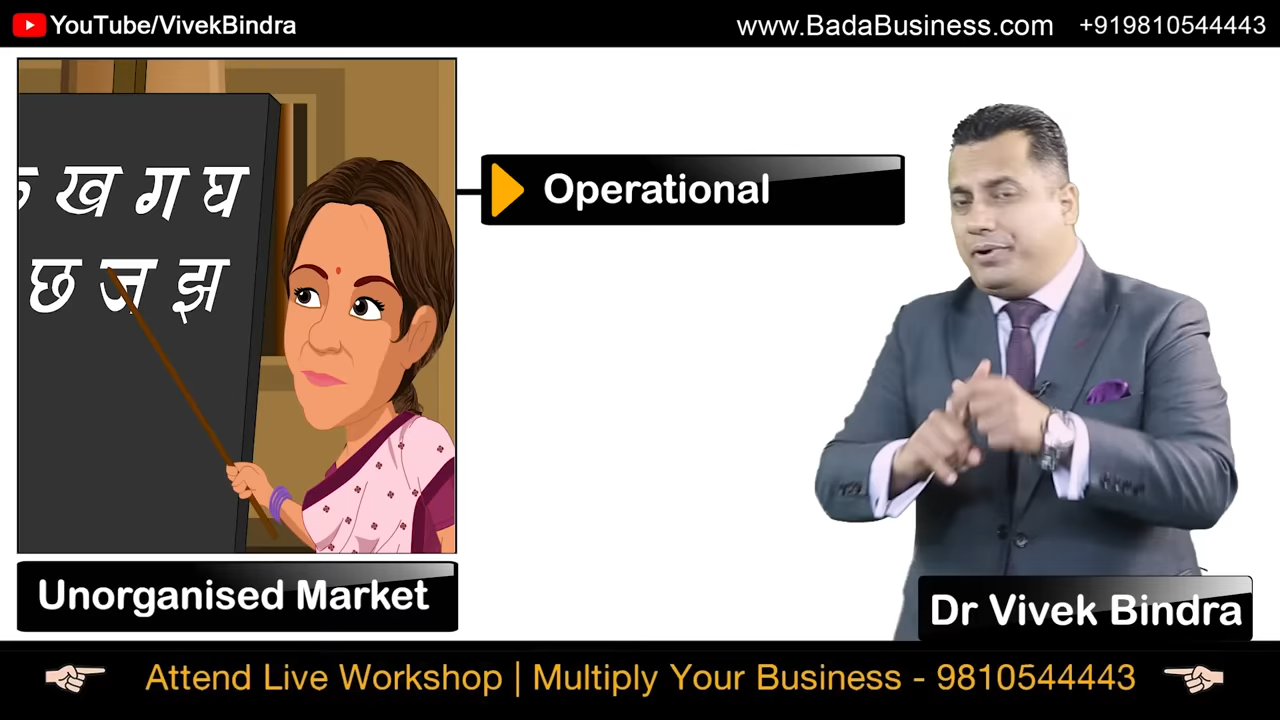 YouTube/VivekBindra
www.BadaBusiness.com +919810544443
ख ग घ
छ ज झ
Operational
Unorganised Market
Dr Vivek Bindra
Attend Live Workshop | Multiply Your Business - 9810544443